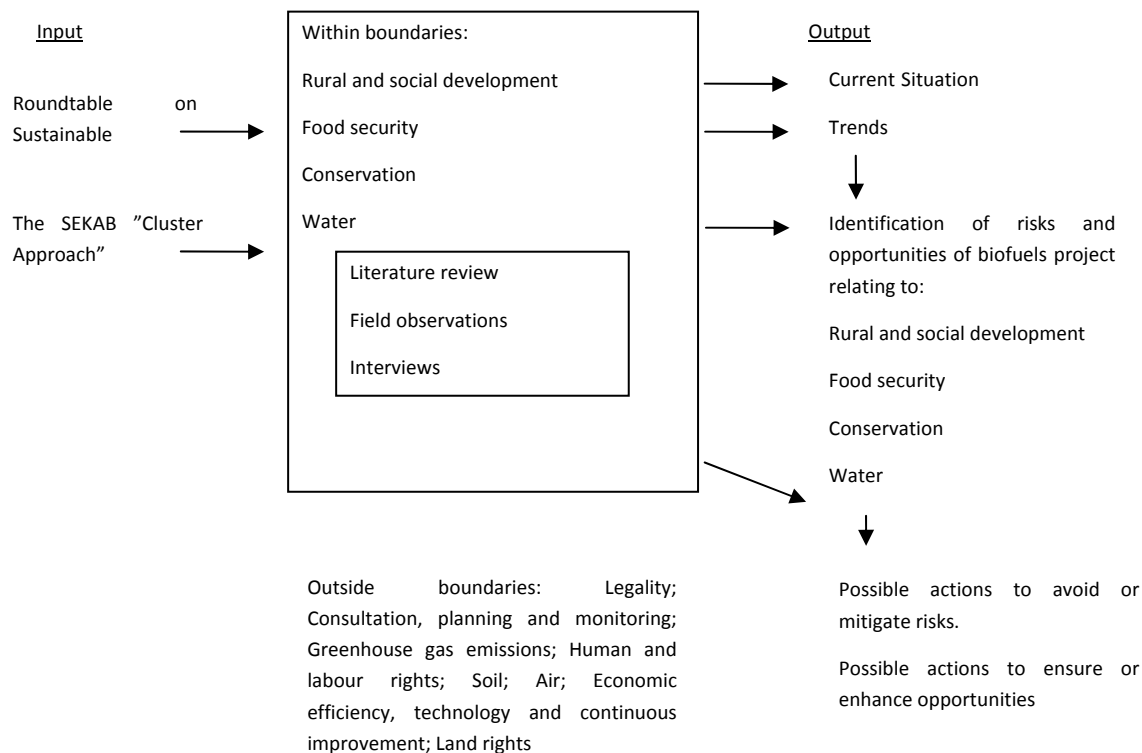 Input
Roundtable on
Sustainable
The SEKAB ”Cluster
Approach”
Within boundaries:
Rural and social development
Food security
Conservation
Water
Literature review
Field observations
Interviews
Outside boundaries: Legality;
Consultation, planning and monitoring;
Greenhouse gas emissions; Human and
labour rights; Soil; Air; Economic
efficiency, technology and continuous
improvement; Land rights
Output
Current Situation
Trends
Identification of risks and
opportunities of biofuels project
relating to:
Rural and social development
Food security
Conservation
Water
Possible actions to avoid or
mitigate risks.
Possible actions to ensure or
enhance opportunities